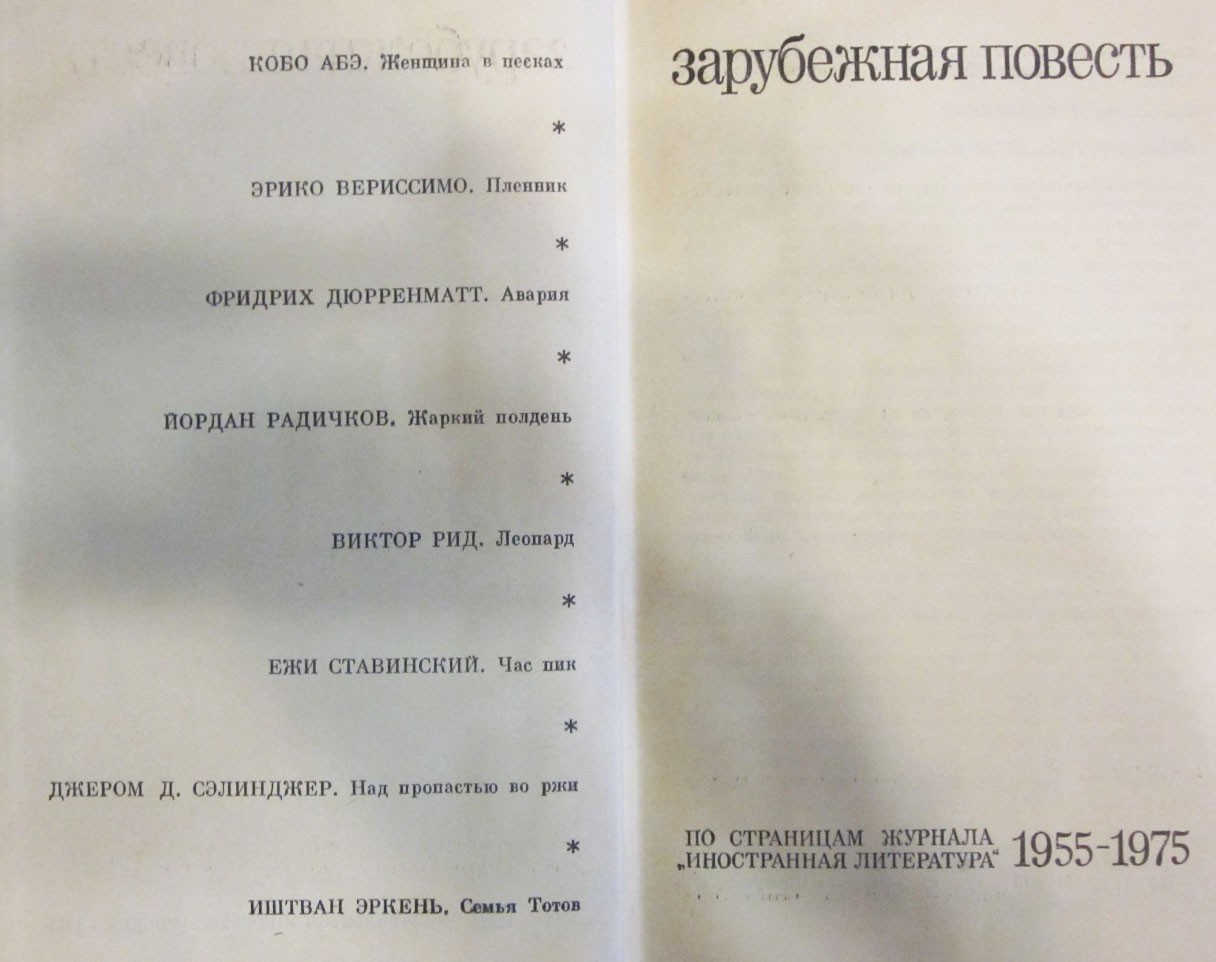 КОБО АБЭ. Женщина в песках
*
ЭРИКО ВЕРИССИМО. Пленник
*
ФРИДРИХ ДЮРРЕНМАТТ. Авария
*
ЙОРДАН РАДИЧКОВ. Жаркий полдень
*
ВИКТОР РИД. Леопард
*
ЕЖИ СТАВИНСКИЙ. Час пик
*
ДЖЕРОМ Д. СЭЛИНДЖЕР. Над пропастью во ржи
*
ИШТВАН ЭРКЕНЬ. Семья Тотов
зарубежная повесть
ПО СТРАНИЦАМ ЖУРНАЛА
„ИНОСТРАННАЯ ЛИТЕРАТУРА“ 1955-1975